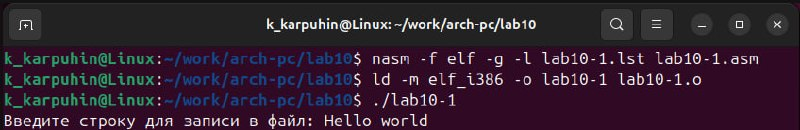 k_karpuhin@Linux: ~/work/arch-pc/lab10
k_karpuhin@Linux:~/work/arch-pc/lab10$ nasm -f elf -g -l lab10-1.lst lab10-1.asm
k_karpuhin@Linux:~/work/arch-pc/lab10$ ld -m elf_i386 -o lab10-1 lab10-1.o
k_karpuhin@Linux:~/work/arch-pc/lab10$ ./lab10-1
Введите строку для записи в файл: Hello world